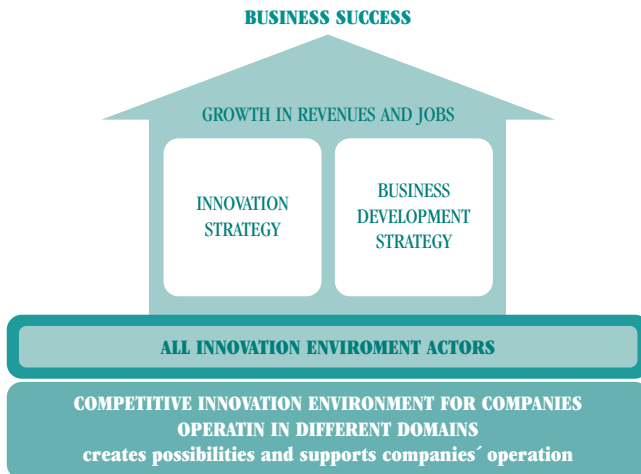 BUSINESS SUCCESS
GROWTH IN REVENUES AND JOBS
INNOVATION
STRATEGY
BUSINESS
DEVELOPMENT
STRATEGY
ALL INNOVATION ENVIROMENT ACTORS
COMPETITIVE INNOVATION ENVIRONMENT FOR COMPANIES
OPERATIN IN DIFFERENT DOMAINS
creates possibilities and supports companies´ operation